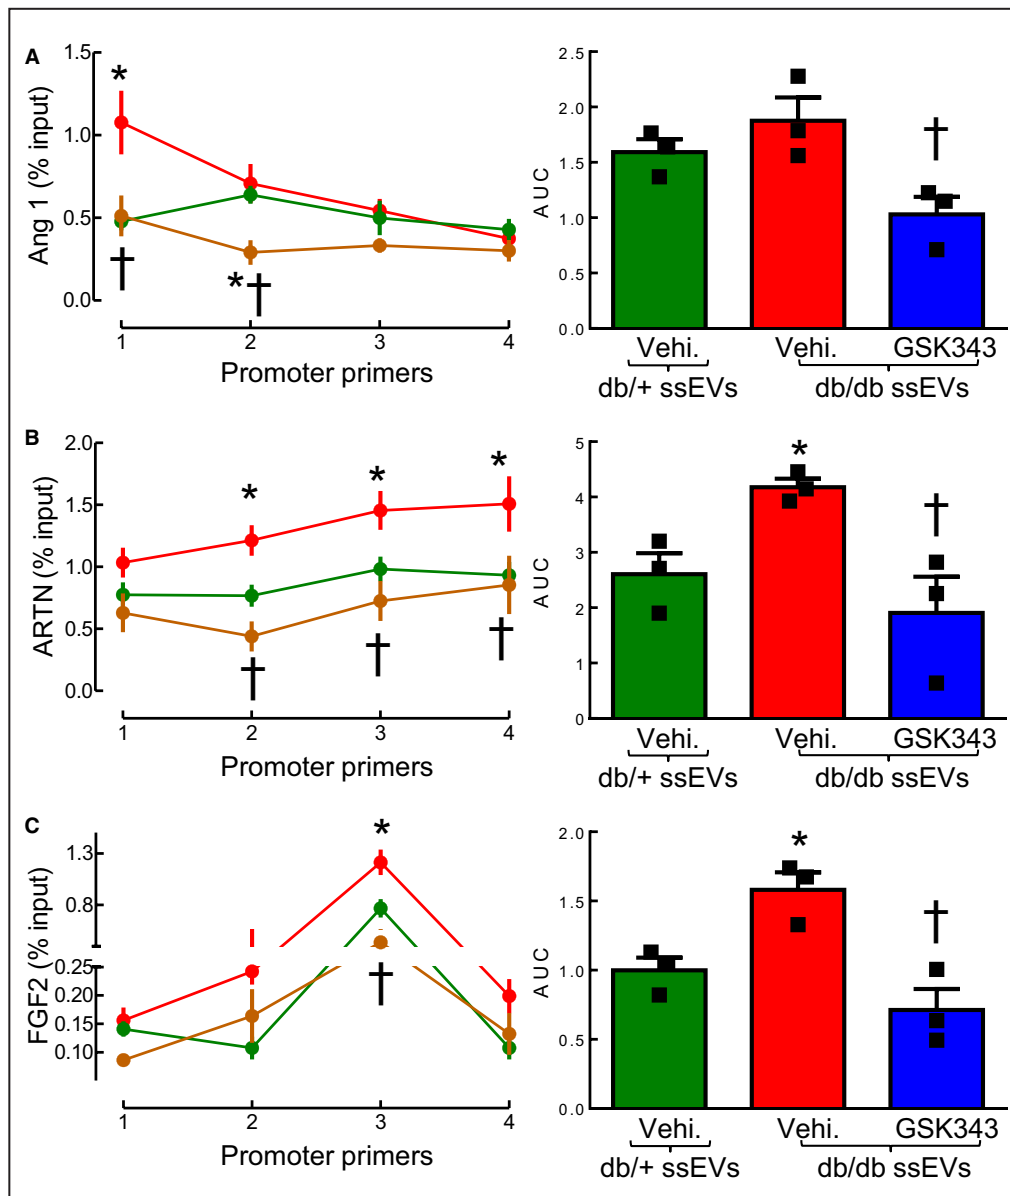 A
Ang 1 (% input)
1.5
1.0
0.5
0.0
*
†
*†
1 2 3 4
Promoter primers
AUC
2.5
2.0
1.5
1.0
0.5
0.0
†
Vehi. Vehi. GSK343
db/+ ssEVs db/db ssEVs
B
ARTN (% input)
2.0
1.5
1.0
0.5
0.0
* * * *
† † †
1 2 3 4
Promoter primers
AUC
5
4
3
2
1
0
*
†
Vehi. Vehi. GSK343
db/+ ssEVs db/db ssEVs
C
FGF2 (% input)
1.3
0.8
0.25
0.20
0.15
0.10
*
†
1 2 3 4
Promoter primers
AUC
2.0
1.5
1.0
0.5
0.0
*
†
Vehi. Vehi. GSK343
db/+ ssEVs db/db ssEVs